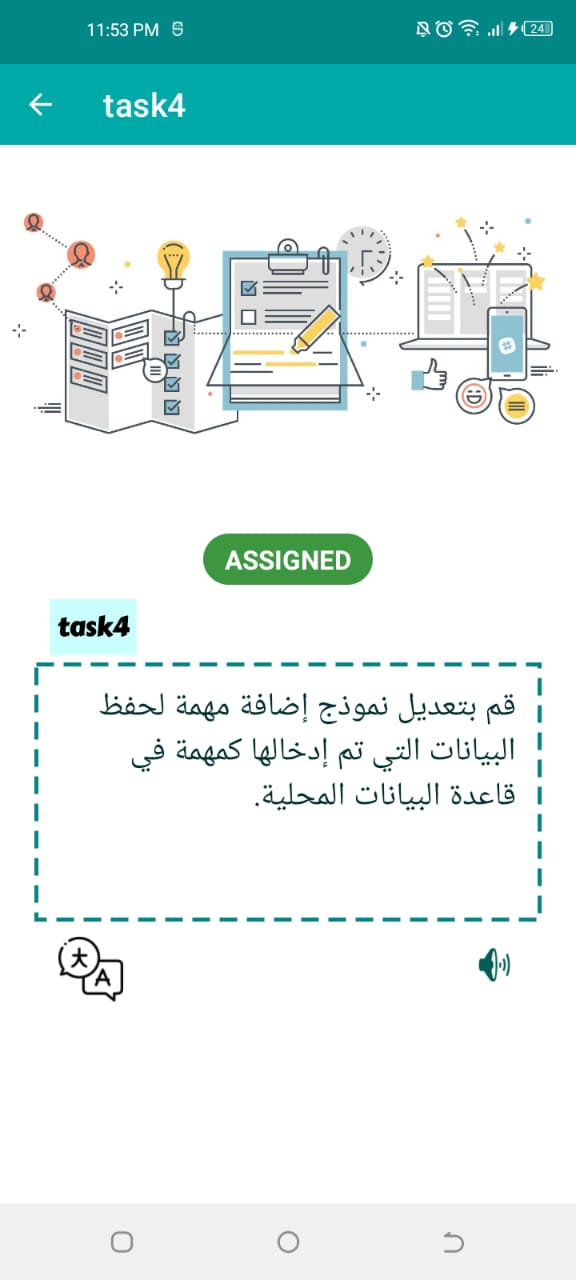 11:53 PM
24
task4
ASSIGNED
task4
قم بتعديل نموذج إضافة مهمة لحفظ
البيانات التي تم إدخالها كمهمة في
قاعدة البيانات المحلية.
大
A